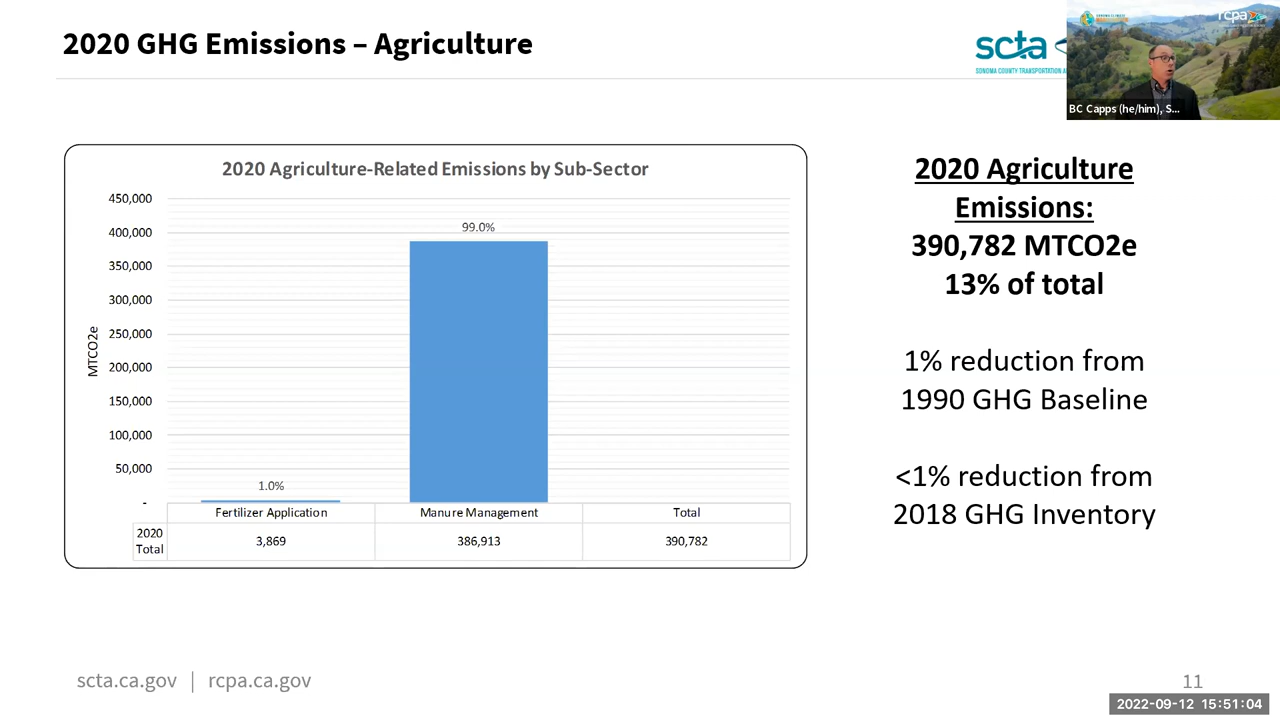 2020 GHG Emissions – Agriculture
scta
SONOMA COUNTY TRANSPORTATION
rcpa
BC Capps (he/him), S...
2020 Agriculture-Related Emissions by Sub-Sector
450,000
400,000
350,000
300,000
250,000
200,000
150,000
100,000
50,000
-
MTCO2e
99.0%
1.0%
Fertilizer Application Manure Management Total
2020 Total 3,869 386,913 390,782
2020 Agriculture
Emissions:
390,782 MTCO2e
13% of total
1% reduction from
1990 GHG Baseline
<1% reduction from
2018 GHG Inventory
scta.ca.gov | rcpa.ca.gov
11
2022-09-12 15:51:04